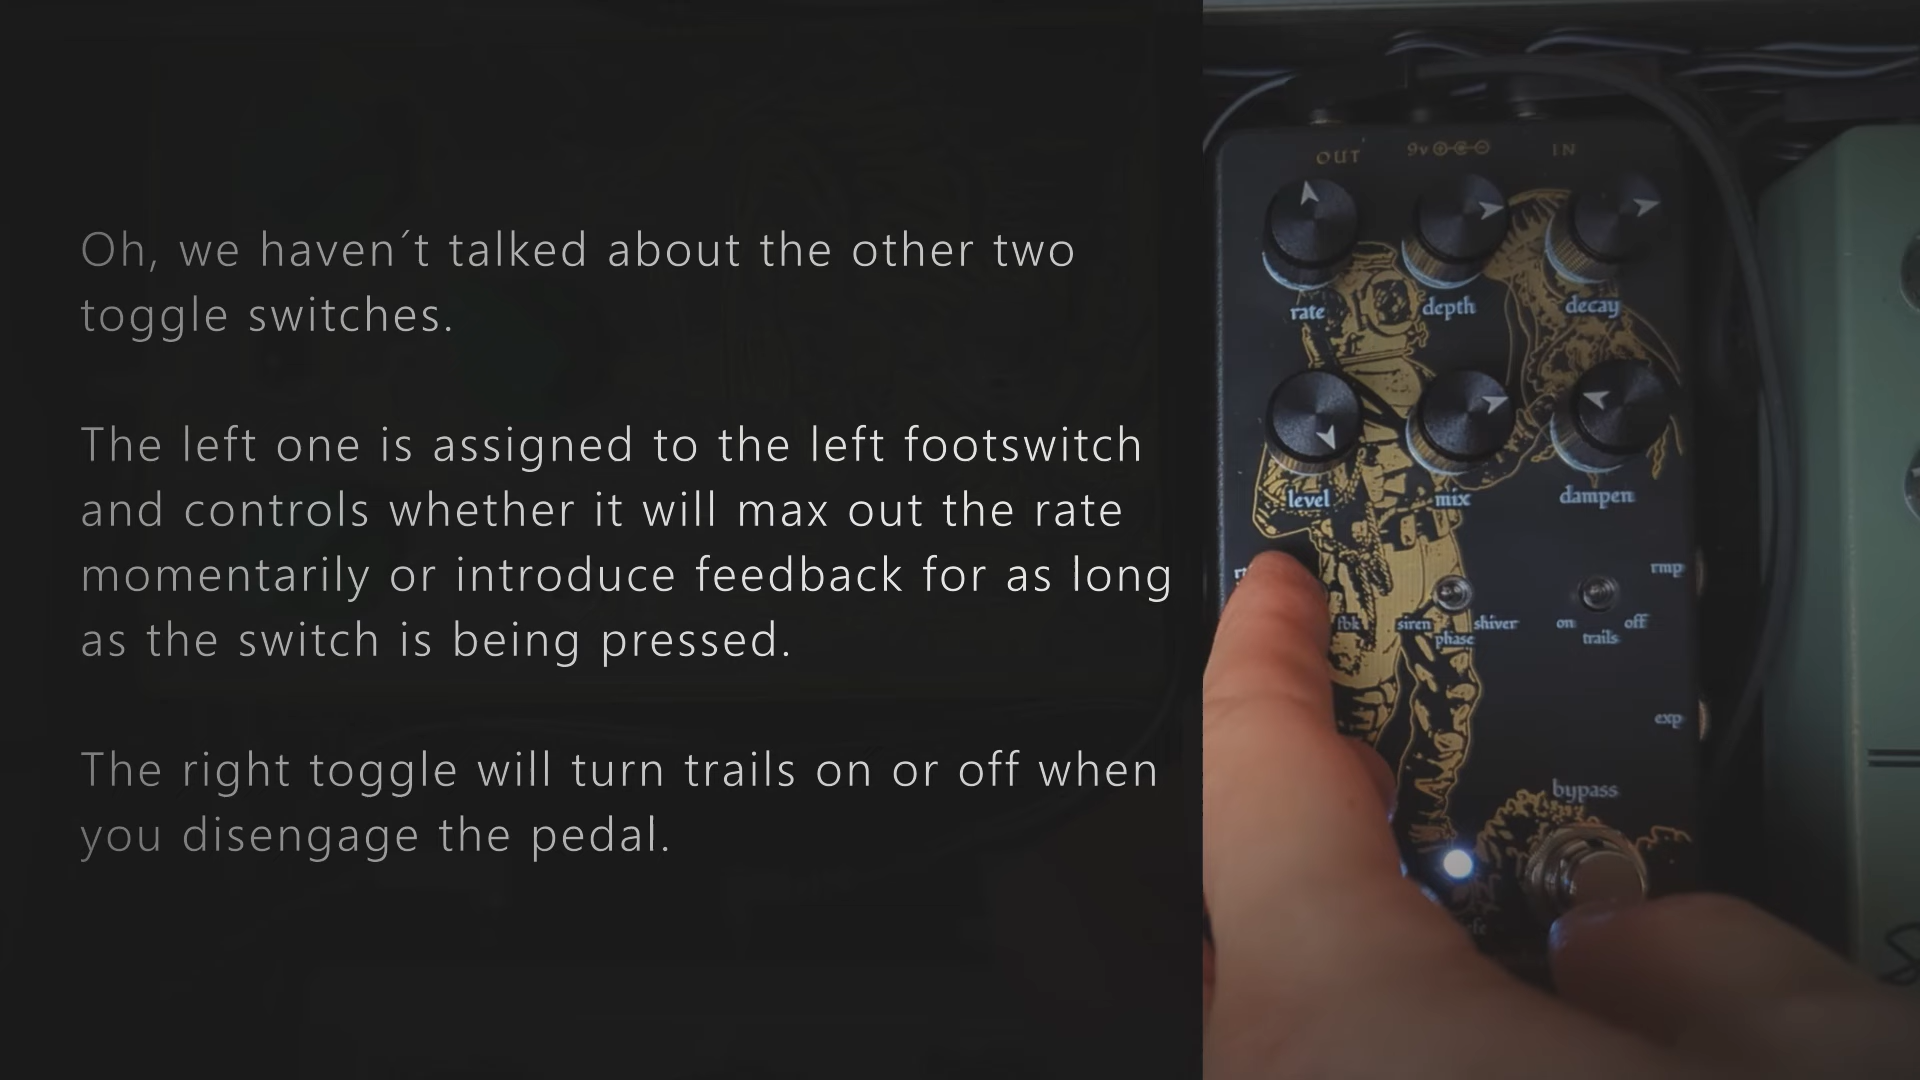 Oh, we haven´t talked about the other two
toggle switches.
The left one is assigned to the left footswitch
and controls whether it will max out the rate
momentarily or introduce feedback for as long
as the switch is being pressed.
The right toggle will turn trails on or off when
you disengage the pedal.
OUT 9v IN
rate depth decay
level mix dampen
rmp
fbk siren shiver on off
phase trails
exp
bypass